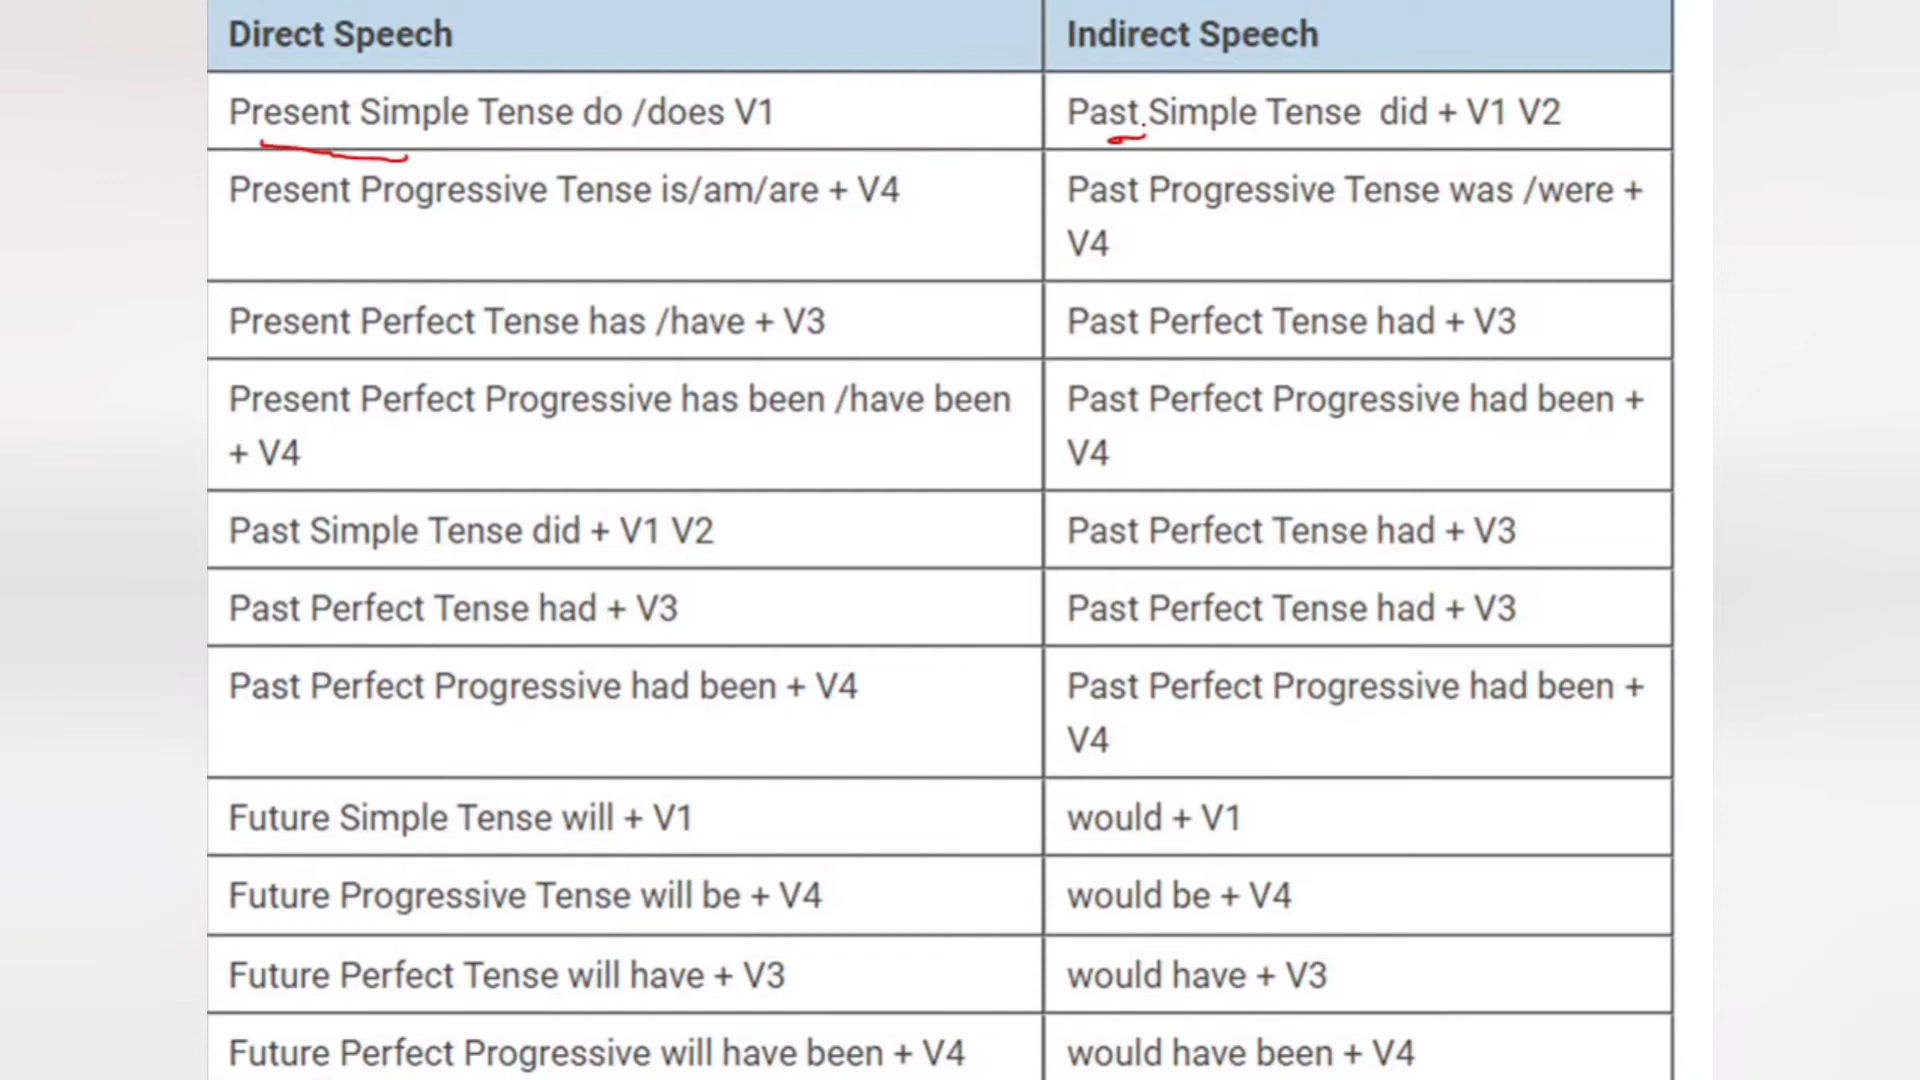 Direct Speech Indirect Speech
Present Simple Tense do /does V1 Past Simple Tense did + V1 V2
Present Progressive Tense is/am/are + V4 Past Progressive Tense was /were +
V4
Present Perfect Tense has /have + V3 Past Perfect Tense had + V3
Present Perfect Progressive has been /have been Past Perfect Progressive had been +
+ V4 V4
Past Simple Tense did + V1 V2 Past Perfect Tense had + V3
Past Perfect Tense had + V3 Past Perfect Tense had + V3
Past Perfect Progressive had been + V4 Past Perfect Progressive had been +
V4
Future Simple Tense will + V1 would + V1
Future Progressive Tense will be + V4 would be + V4
Future Perfect Tense will have + V3 would have + V3
Future Perfect Progressive will have been + V4 would have been + V4